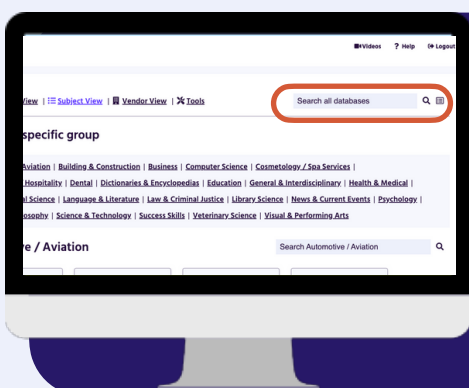 Videos ? Help Logout
View | Subject View | Vendor View | Tools
Search all databases
specific group
Aviation | Building & Construction | Business | Computer Science | Cosmetology / Spa Services |
Hospitality | Dental | Dictionaries & Encyclopedias | Education | General & Interdisciplinary | Health & Medical |
al Science | Language & Literature | Law & Criminal Justice | Library Science | News & Current Events | Psychology |
osophy | Science & Technology | Success Skills | Veterinary Science | Visual & Performing Arts
e / Aviation
Search Automotive / Aviation